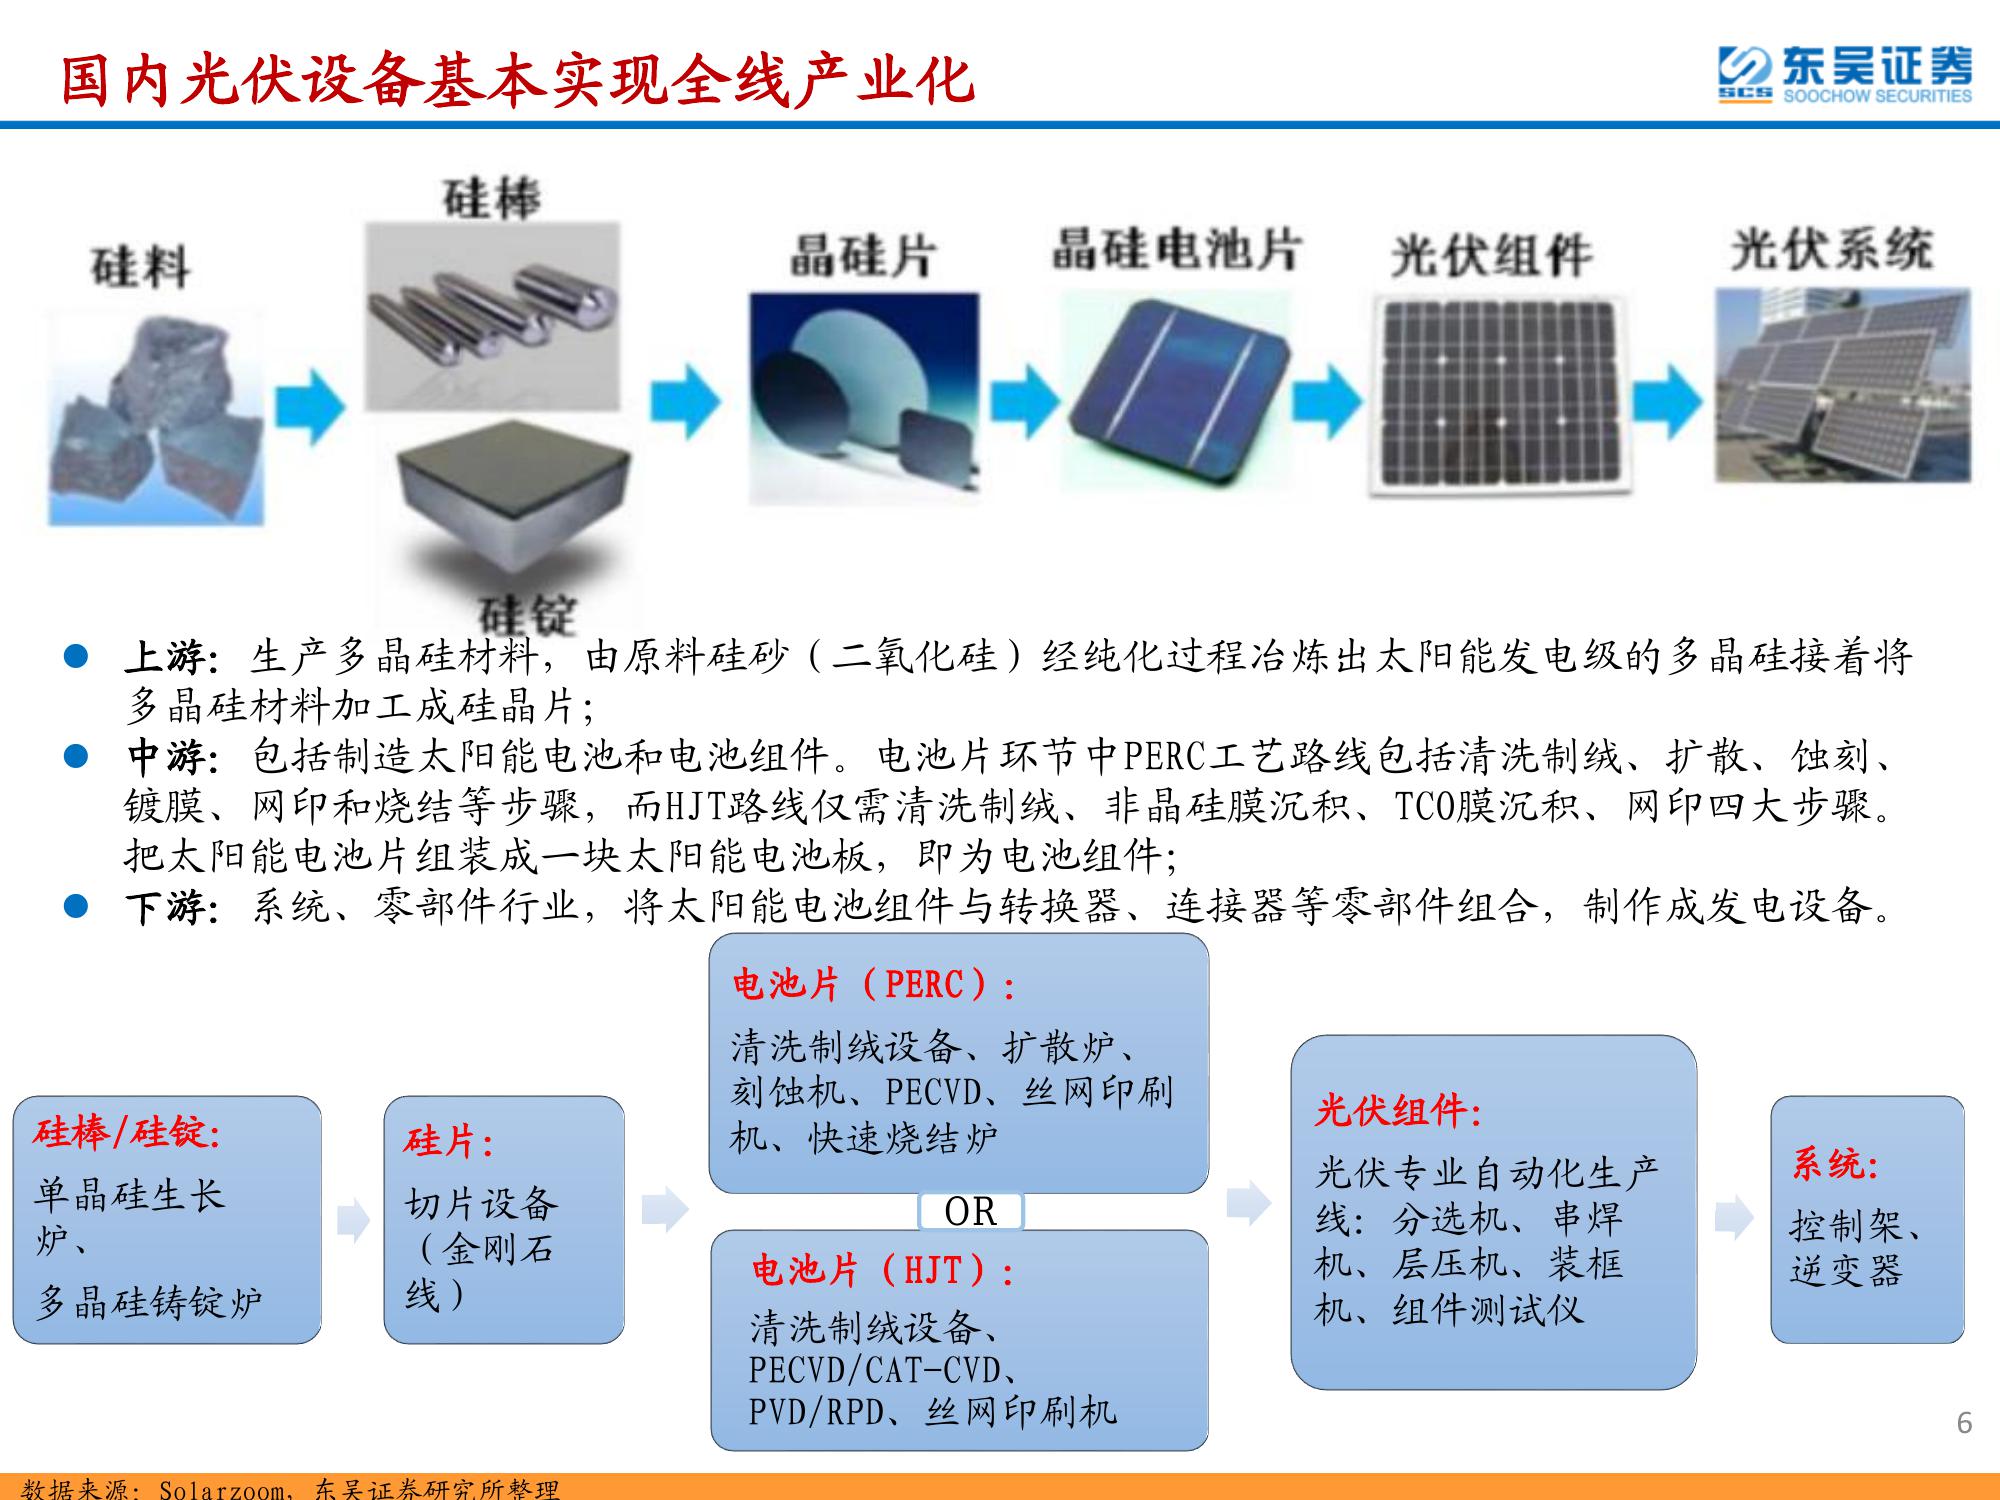 国内光伏设备基本实现全线产业化
东吴证券
SCS SOOCHOW SECURITIES
硅料
硅棒
硅锭
晶硅片
晶硅电池片
光伏组件
光伏系统
上游：生产多晶硅材料，由原料硅砂（二氧化硅）经纯化过程冶炼出太阳能发电级的多晶硅接着将
多晶硅材料加工成硅晶片；
中游：包括制造太阳能电池和电池组件。电池片环节中PERC工艺路线包括清洗制绒、扩散、蚀刻、
镀膜、网印和烧结等步骤，而HJT路线仅需清洗制绒、非晶硅膜沉积、TCO膜沉积、网印四大步骤。
把太阳能电池片组装成一块太阳能电池板，即为电池组件；
下游：系统、零部件行业，将太阳能电池组件与转换器、连接器等零部件组合，制作成发电设备。
硅棒/硅锭：
单晶硅生长
炉、
多晶硅铸锭炉
硅片：
切片设备
（金刚石
线）
电池片（PERC）：
清洗制绒设备、扩散炉、
刻蚀机、PECVD、丝网印刷
机、快速烧结炉
OR
电池片（HJT）：
清洗制绒设备、
PECVD/CAT-CVD、
PVD/RPD、丝网印刷机
光伏组件：
光伏专业自动化生产
线：分选机、串焊
机、层压机、装框
机、组件测试仪
系统：
控制架、
逆变器
6
数据来源：Solarzoom，东吴证券研究所整理